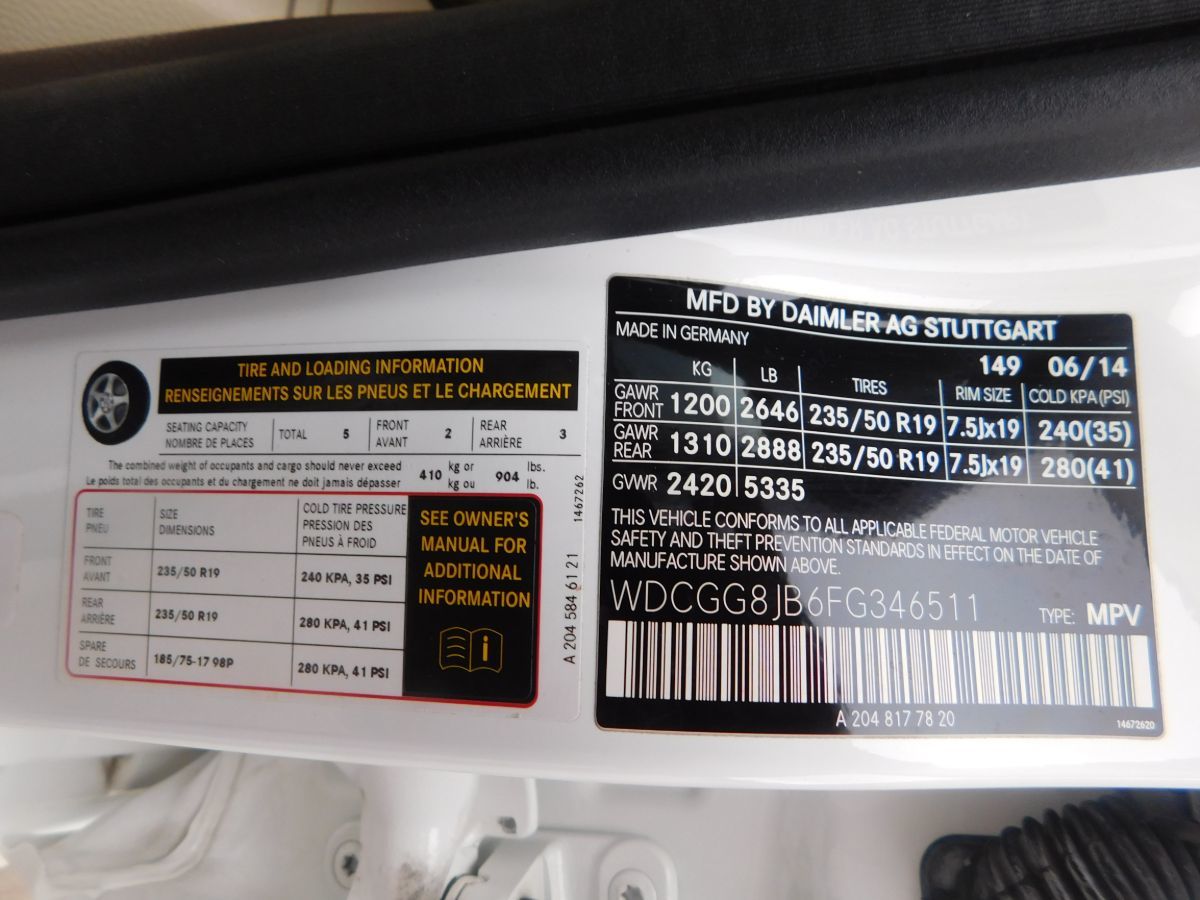 TIRE AND LOADING INFORMATION
RENSEIGNEMENTS SUR LES PNEUS ET LE CHARGEMENT
SEATING CAPACITY
NOMBRE DE PLACES
TOTAL 5
FRONT
AVANT
2
REAR
ARRIÈRE
3
The combined weight of occupants and cargo should never exceed
Le poids total des occupants et du chargement ne doit jamais dépasser
410 kg or
kg ou
904 lbs.
lb.
TIRE
PNEU
SIZE
DIMENSIONS
COLD TIRE PRESSURE
PRESSION DES
PNEUS À FROID
FRONT
AVANT
235/50 R19
240 KPA, 35 PSI
REAR
ARRIÈRE
235/50 R19
280 KPA, 41 PSI
SPARE
DE SECOURS
185/75-17 98P
280 KPA, 41 PSI
SEE OWNER'S
MANUAL FOR
ADDITIONAL
INFORMATION
i
A 204 584 61 21
1467262
MFD BY DAIMLER AG STUTTGART
MADE IN GERMANY
149 06/14
KG LB TIRES RIM SIZE COLD KPA (PSI)
GAWR
FRONT
1200 2646 235/50 R19 7.5Jx19 240(35)
GAWR
REAR
1310 2888 235/50 R19 7.5Jx19 280(41)
GVWR 2420 5335
THIS VEHICLE CONFORMS TO ALL APPLICABLE FEDERAL MOTOR VEHICLE
SAFETY AND THEFT PREVENTION STANDARDS IN EFFECT ON THE DATE OF
MANUFACTURE SHOWN ABOVE.
WDCGG8JB6FG346511 TYPE: MPV
A 204 817 78 20
14672620